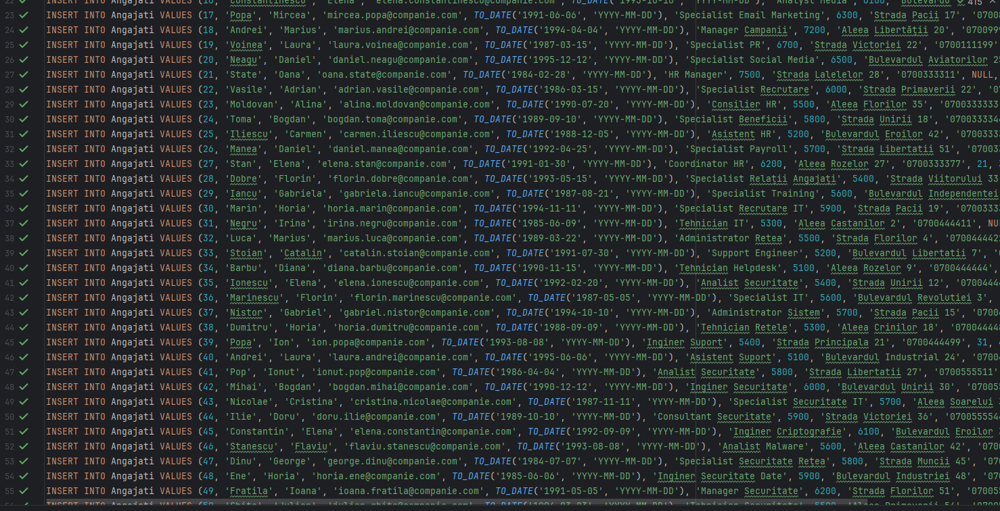 22 INSERT INTO Angajati VALUES (16, 'Constantinescu', 'Elena', 'elena.constantinescu@companie.com', TO_DATE('1993-10-10', 'YYYY-MM-DD'), 'Analyst Media', 6100, 'Bulevardu 415
23 INSERT INTO Angajati VALUES (17, 'Popa', 'Mircea', 'mircea.popa@companie.com', TO_DATE('1991-06-06', 'YYYY-MM-DD'), 'Specialist Email Marketing', 6300, 'Strada Pacii 17', '0700
24 INSERT INTO Angajati VALUES (18, 'Andrei', 'Marius', 'marius.andrei@companie.com', TO_DATE('1994-04-04', 'YYYY-MM-DD'), 'Manager Campanii', 7200, 'Aleea Libertății 20', '0700999
25 INSERT INTO Angajati VALUES (19, 'Voinea', 'Laura', 'laura.voinea@companie.com', TO_DATE('1987-03-15', 'YYYY-MM-DD'), 'Specialist PR', 6700, 'Strada Victoriei 22', '0700111199'
26 INSERT INTO Angajati VALUES (20, 'Neagu', 'Daniel', 'daniel.neagu@companie.com', TO_DATE('1995-12-12', 'YYYY-MM-DD'), 'Specialist Social Media', 6500, 'Bulevardul Aviatorilor 25
27 INSERT INTO Angajati VALUES (21, 'State', 'Oana', 'oana.state@companie.com', TO_DATE('1984-02-28', 'YYYY-MM-DD'), 'HR Manager', 7500, 'Strada Lalelelor 28', '0700333311', NULL,
28 INSERT INTO Angajati VALUES (22, 'Vasile', 'Adrian', 'adrian.vasile@companie.com', TO_DATE('1986-03-15', 'YYYY-MM-DD'), 'Specialist Recrutare', 6000, 'Strada Primaverii 22', '0
29 INSERT INTO Angajati VALUES (23, 'Moldovan', 'Alina', 'alina.moldovan@companie.com', TO_DATE('1990-07-20', 'YYYY-MM-DD'), 'Consilier HR', 5500, 'Aleea Florilor 35', '0700333333
30 INSERT INTO Angajati VALUES (24, 'Toma', 'Bogdan', 'bogdan.toma@companie.com', TO_DATE('1989-09-10', 'YYYY-MM-DD'), 'Specialist Beneficii', 5800, 'Strada Unirii 18', '070033334
31 INSERT INTO Angajati VALUES (25, 'Iliescu', 'Carmen', 'carmen.iliescu@companie.com', TO_DATE('1988-12-05', 'YYYY-MM-DD'), 'Asistent HR', 5200, 'Bulevardul Eroilor 42', '0700333
32 INSERT INTO Angajati VALUES (26, 'Manea', 'Daniel', 'daniel.manea@companie.com', TO_DATE('1992-04-25', 'YYYY-MM-DD'), 'Specialist Payroll', 5700, 'Strada Libertatii 51', '07003
33 INSERT INTO Angajati VALUES (27, 'Stan', 'Elena', 'elena.stan@companie.com', TO_DATE('1991-01-30', 'YYYY-MM-DD'), 'Coordinator HR', 6200, 'Aleea Rozelor 27', '0700333377', 21,
34 INSERT INTO Angajati VALUES (28, 'Dobre', 'Florin', 'florin.dobre@companie.com', TO_DATE('1993-05-15', 'YYYY-MM-DD'), 'Specialist Relații Angajați', 5400, 'Strada Viitorului 33
35 INSERT INTO Angajati VALUES (29, 'Iancu', 'Gabriela', 'gabriela.iancu@companie.com', TO_DATE('1987-08-21', 'YYYY-MM-DD'), 'Specialist Training', 5600, 'Bulevardul Independentei
36 INSERT INTO Angajati VALUES (30, 'Marin', 'Horia', 'horia.marin@companie.com', TO_DATE('1994-11-11', 'YYYY-MM-DD'), 'Specialist Recrutare IT', 5900, 'Strada Pacii 19', '0700333
37 INSERT INTO Angajati VALUES (31, 'Negru', 'Irina', 'irina.negru@companie.com', TO_DATE('1985-06-09', 'YYYY-MM-DD'), 'Tehnician IT', 5300, 'Aleea Castanilor 2', '0700444411', NU
38 INSERT INTO Angajati VALUES (32, 'Luca', 'Marius', 'marius.luca@companie.com', TO_DATE('1989-03-22', 'YYYY-MM-DD'), 'Administrator Retea', 5500, 'Strada Florilor 4', '070044442
39 INSERT INTO Angajati VALUES (33, 'Stoian', 'Catalin', 'catalin.stoian@companie.com', TO_DATE('1991-07-30', 'YYYY-MM-DD'), 'Support Engineer', 5200, 'Bulevardul Libertatii 7', '0
40 INSERT INTO Angajati VALUES (34, 'Barbu', 'Diana', 'diana.barbu@companie.com', TO_DATE('1990-11-15', 'YYYY-MM-DD'), 'Tehnician Helpdesk', 5100, 'Aleea Rozelor 9', '0700444444',
41 INSERT INTO Angajati VALUES (35, 'Ionescu', 'Elena', 'elena.ionescu@companie.com', TO_DATE('1992-02-20', 'YYYY-MM-DD'), 'Analist Securitate', 5400, 'Strada Unirii 12', '0700444
42 INSERT INTO Angajati VALUES (36, 'Marinescu', 'Florin', 'florin.marinescu@companie.com', TO_DATE('1987-05-05', 'YYYY-MM-DD'), 'Specialist IT', 5600, 'Bulevardul Revolutiei 3',
43 INSERT INTO Angajati VALUES (37, 'Nistor', 'Gabriel', 'gabriel.nistor@companie.com', TO_DATE('1994-10-10', 'YYYY-MM-DD'), 'Administrator Sistem', 5700, 'Strada Pacii 15', '0700
44 INSERT INTO Angajati VALUES (38, 'Dumitru', 'Horia', 'horia.dumitru@companie.com', TO_DATE('1988-09-09', 'YYYY-MM-DD'), 'Tehnician Retele', 5300, 'Aleea Crinilor 18', '07004444
45 INSERT INTO Angajati VALUES (39, 'Popa', 'Ion', 'ion.popa@companie.com', TO_DATE('1993-08-08', 'YYYY-MM-DD'), 'Inginer Suport', 5400, 'Strada Principala 21', '0700444499', 31,
46 INSERT INTO Angajati VALUES (40, 'Andrei', 'Laura', 'laura.andrei@companie.com', TO_DATE('1995-06-06', 'YYYY-MM-DD'), 'Asistent Suport', 5100, 'Bulevardul Industrial 24', '0700
47 INSERT INTO Angajati VALUES (41, 'Pop', 'Ionut', 'ionut.pop@companie.com', TO_DATE('1986-04-04', 'YYYY-MM-DD'), 'Analist Securitate', 5800, 'Strada Libertatii 27', '0700555511'
48 INSERT INTO Angajati VALUES (42, 'Mihai', 'Bogdan', 'bogdan.mihai@companie.com', TO_DATE('1990-12-12', 'YYYY-MM-DD'), 'Inginer Securitate', 6000, 'Bulevardul Unirii 30', '07005
49 INSERT INTO Angajati VALUES (43, 'Nicolae', 'Cristina', 'cristina.nicolae@companie.com', TO_DATE('1987-11-11', 'YYYY-MM-DD'), 'Specialist Securitate IT', 5700, 'Aleea Soarelui
50 INSERT INTO Angajati VALUES (44, 'Ilie', 'Doru', 'doru.ilie@companie.com', TO_DATE('1989-10-10', 'YYYY-MM-DD'), 'Consultant Securitate', 5900, 'Strada Victoriei 36', '070055554
51 INSERT INTO Angajati VALUES (45, 'Constantin', 'Elena', 'elena.constantin@companie.com', TO_DATE('1992-09-09', 'YYYY-MM-DD'), 'Inginer Criptografie', 6100, 'Bulevardul Eroilor
52 INSERT INTO Angajati VALUES (46, 'Stanescu', 'Flaviu', 'flaviu.stanescu@companie.com', TO_DATE('1993-08-08', 'YYYY-MM-DD'), 'Analist Malware', 5600, 'Aleea Castanilor 42', '070
53 INSERT INTO Angajati VALUES (47, 'Dinu', 'George', 'george.dinu@companie.com', TO_DATE('1984-07-07', 'YYYY-MM-DD'), 'Specialist Securitate Rețea', 5800, 'Strada Muncii 45', '07
54 INSERT INTO Angajati VALUES (48, 'Ene', 'Horia', 'horia.ene@companie.com', TO_DATE('1985-06-06', 'YYYY-MM-DD'), 'Inginer Securitate Date', 5900, 'Bulevardul Industriei 48', '07
55 INSERT INTO Angajati VALUES (49, 'Fratila', 'Ioana', 'ioana.fratila@companie.com', TO_DATE('1991-05-05', 'YYYY-MM-DD'), 'Manager Securitate', 6200, 'Strada Florilor 51', '07005
INSERT INTO Angajati VALUES